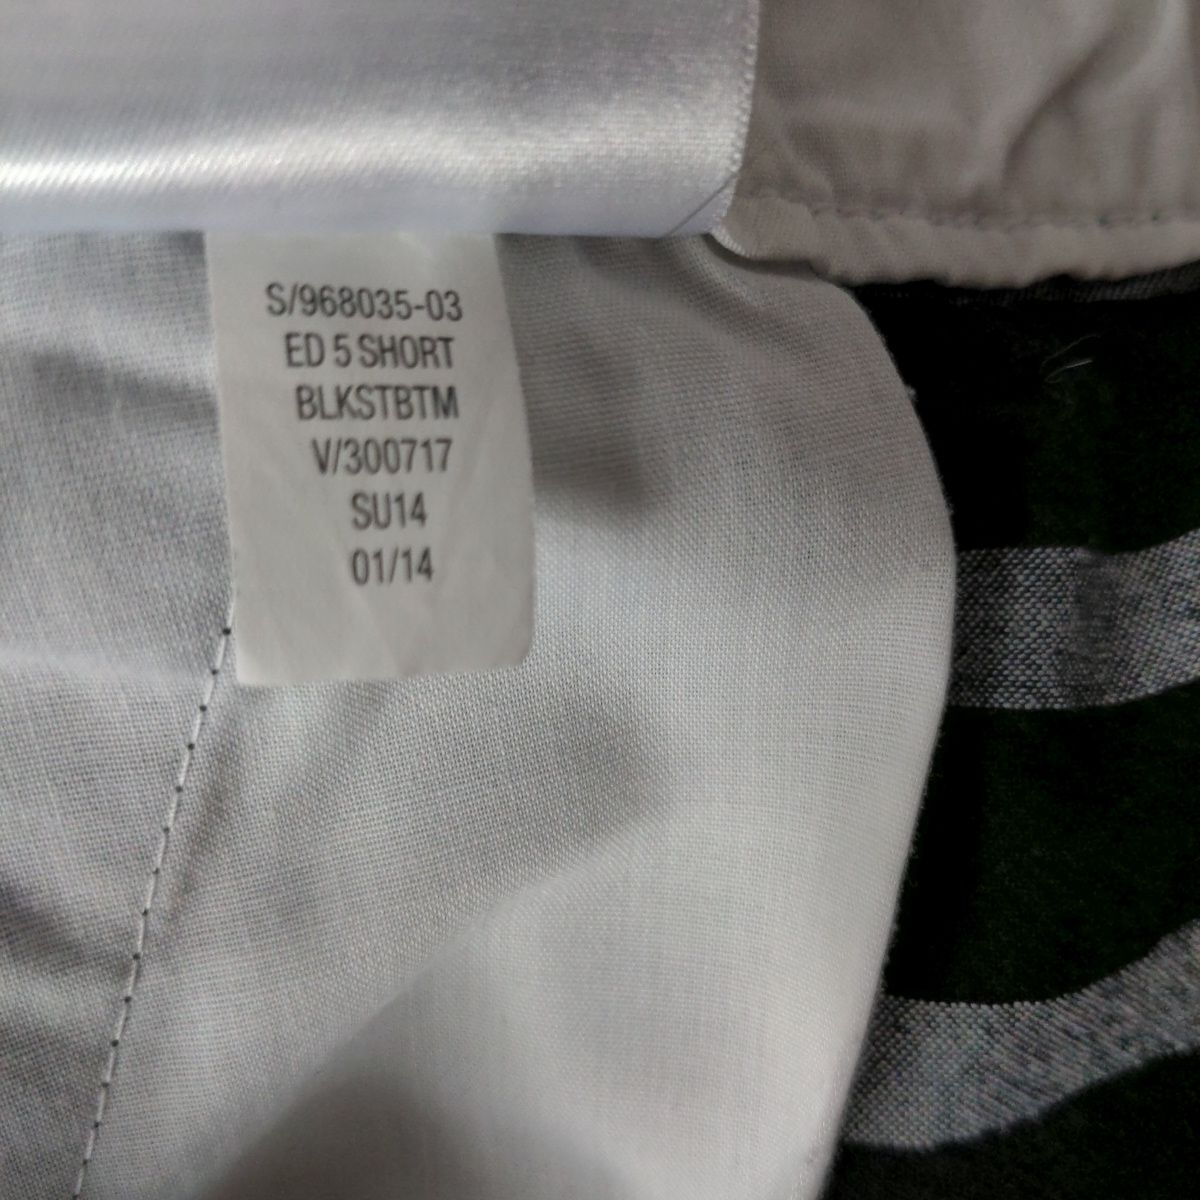 S/968035-03
ED 5 SHORT
BLKSTBTM
V/300717
SU14
01/14